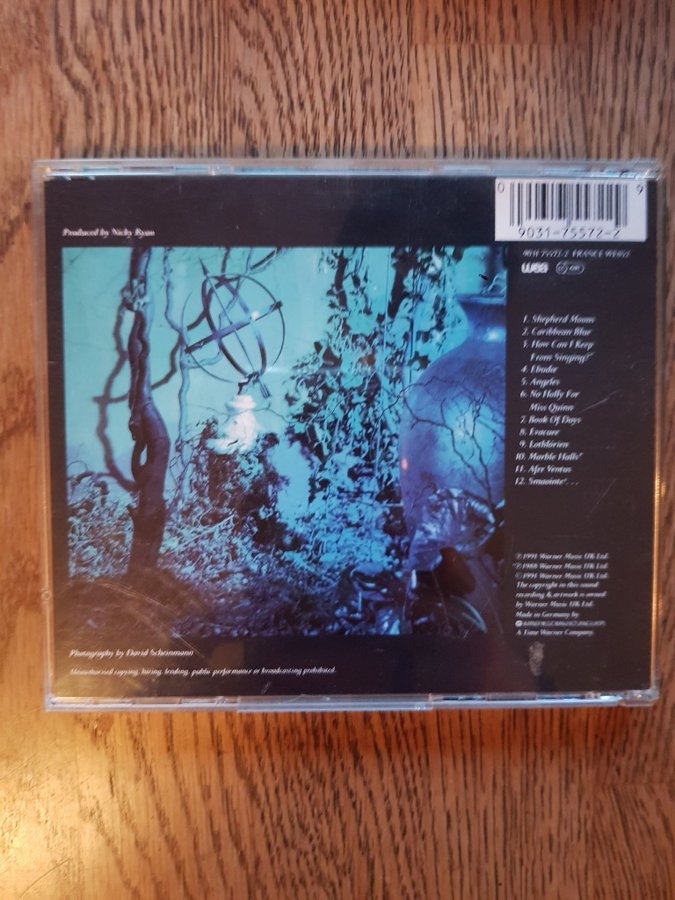 Produced by Nicky Ryan
0 9
9031-75572-2
9031 75572-2 FRANCE WE852
wea
1. Shepherd Moons
2. Caribbean Blue
3. How Can I Keep
From Singing?*
4. Ebudæ
5. Angeles
6. No Holly For
Miss Quinn
7. Book Of Days
8. Evacuee
9. Lothlórien
10. Marble Halls*
11. Afer Ventus
12. Smaointe* . . .
℗ 1991 Warner Music UK Ltd.
*℗ 1988 Warner Music UK Ltd.
© 1991 Warner Music UK Ltd.
The copyright in this sound
recording & artwork is owned
by Warner Music UK Ltd.
Made in Germany by
A Time Warner Company.
Photography by David Scheinmann
Unauthorised copying, hiring, lending, public performance or broadcasting prohibited.